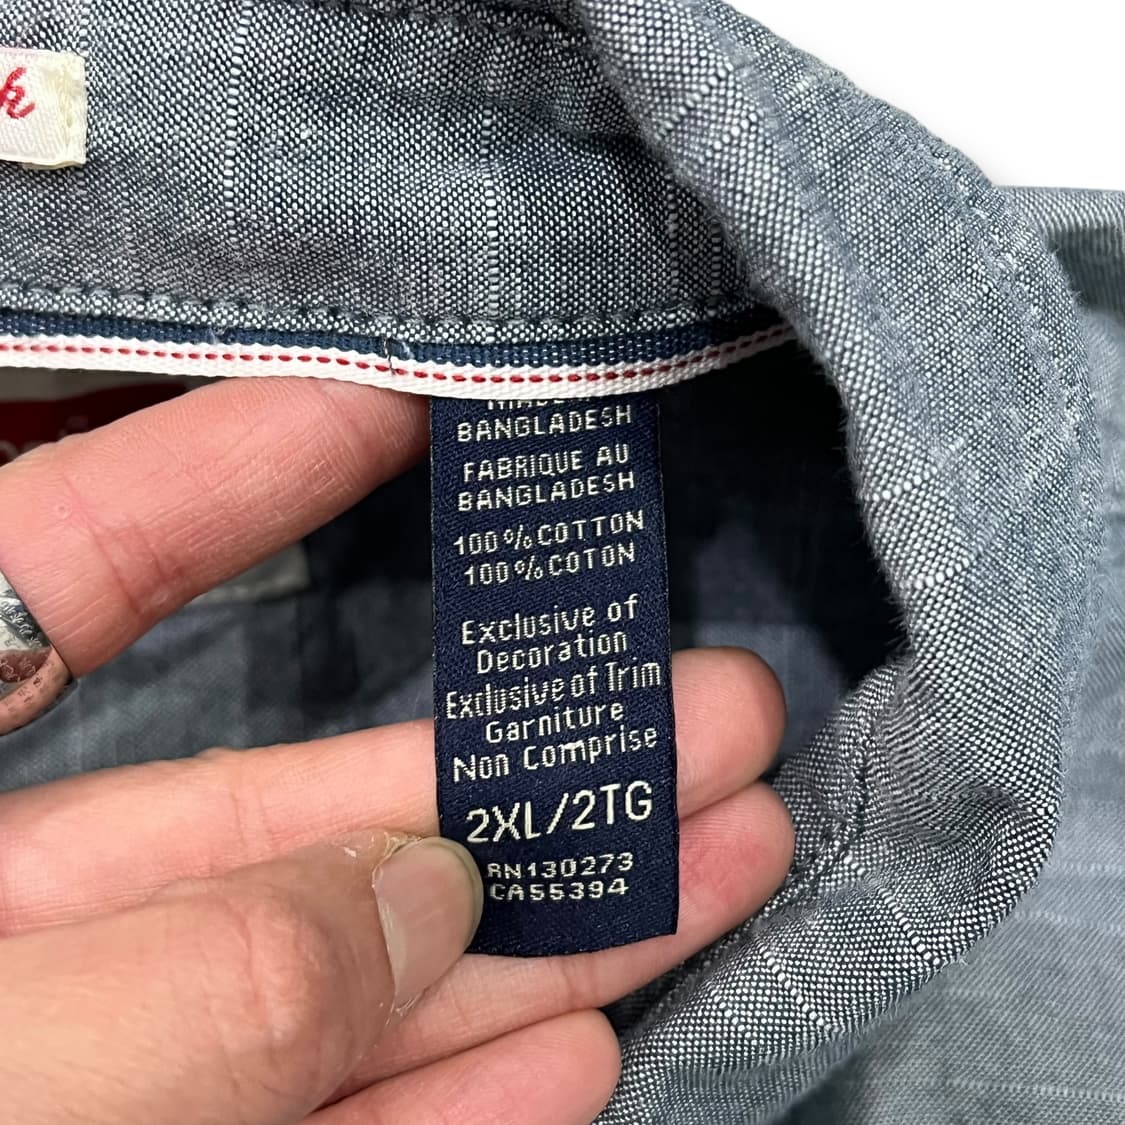 k
MADE
BANGLADESH
FABRIQUE AU
BANGLADESH
100% COTTON
100% COTON
Exclusive of
Decoration
Exclusive of Trim
Garniture
Non Comprise
2XL/2TG
RN130273
CA55394